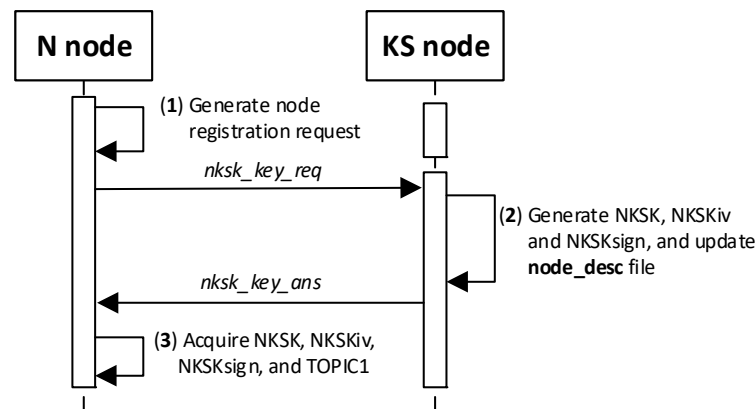 N node
KS node
(1) Generate node
registration request
nksk_key_req
(2) Generate NKSK, NKSKiv
and NKSKsign, and update
node_desc file
nksk_key_ans
(3) Acquire NKSK, NKSKiv,
NKSKsign, and TOPIC1